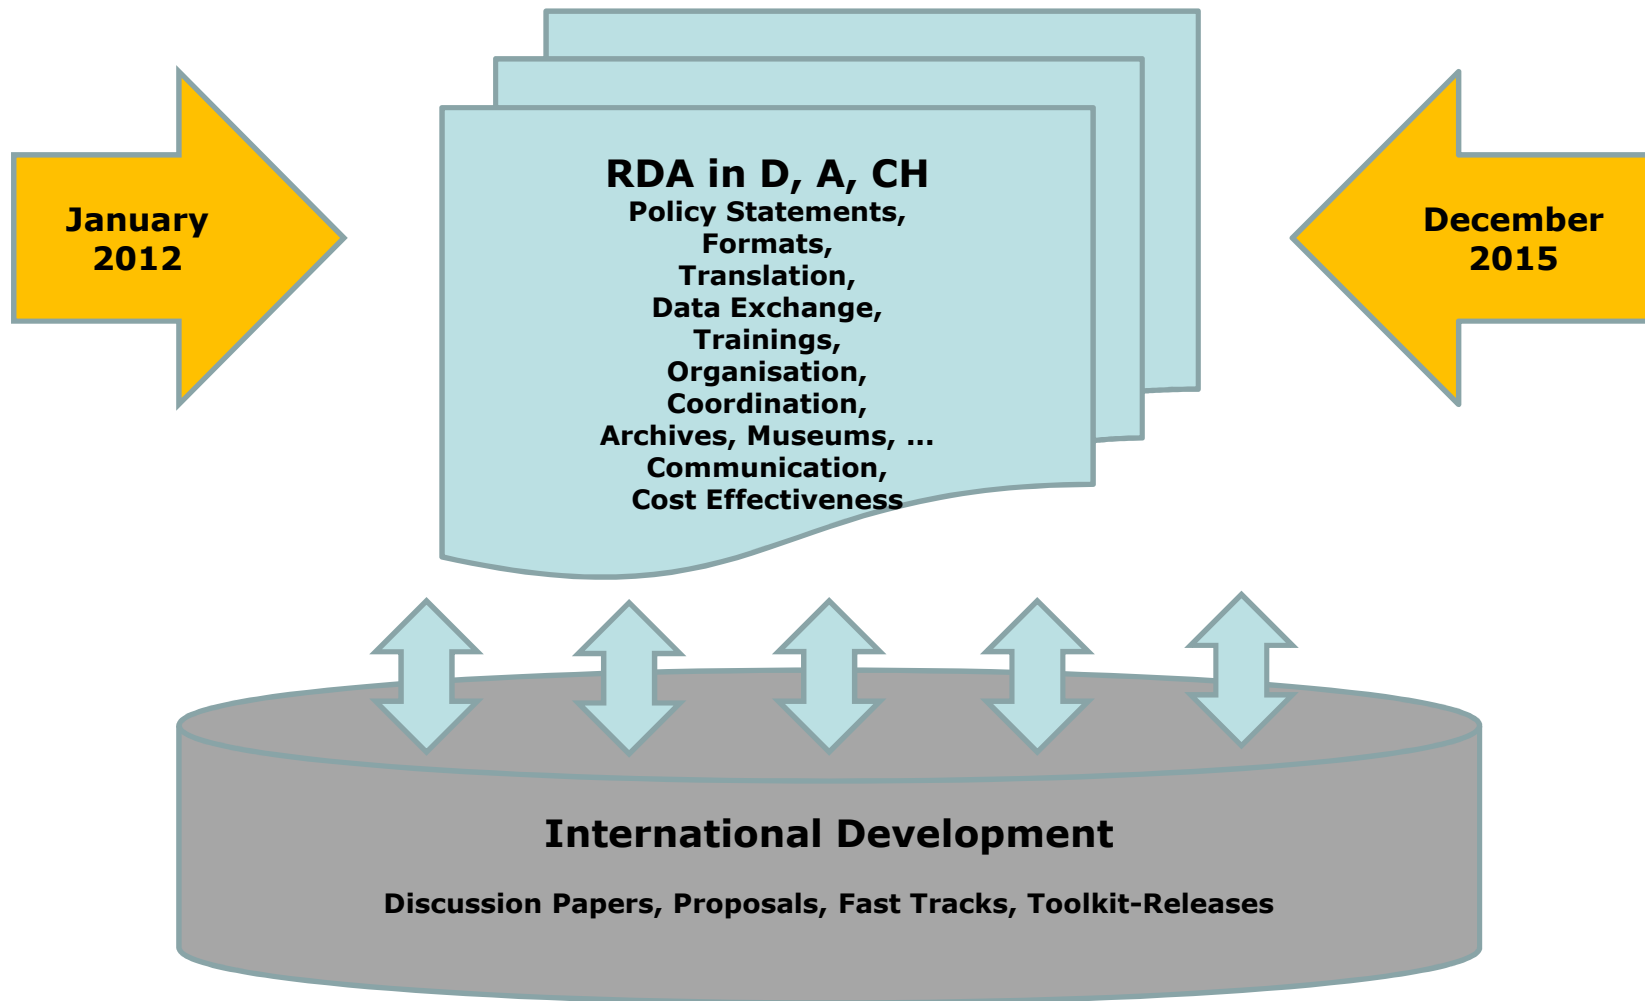 January
2012
RDA in D, A, CH
Policy Statements,
Formats,
Translation,
Data Exchange,
Trainings,
Organisation,
Coordination,
Archives, Museums, ...
Communication,
Cost Effectiveness
December
2015
International Development
Discussion Papers, Proposals, Fast Tracks, Toolkit-Releases